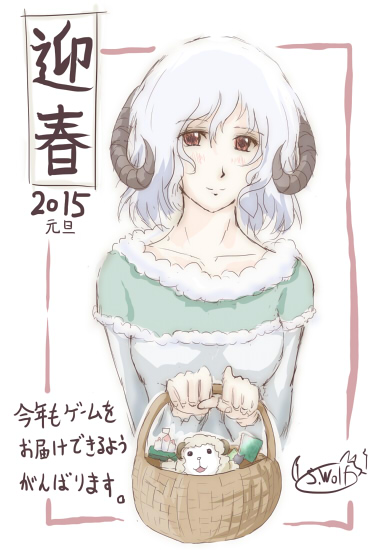 迎春
2015
元旦
今年もゲームを
お届けできるよう
がんばります。
J.Wolf